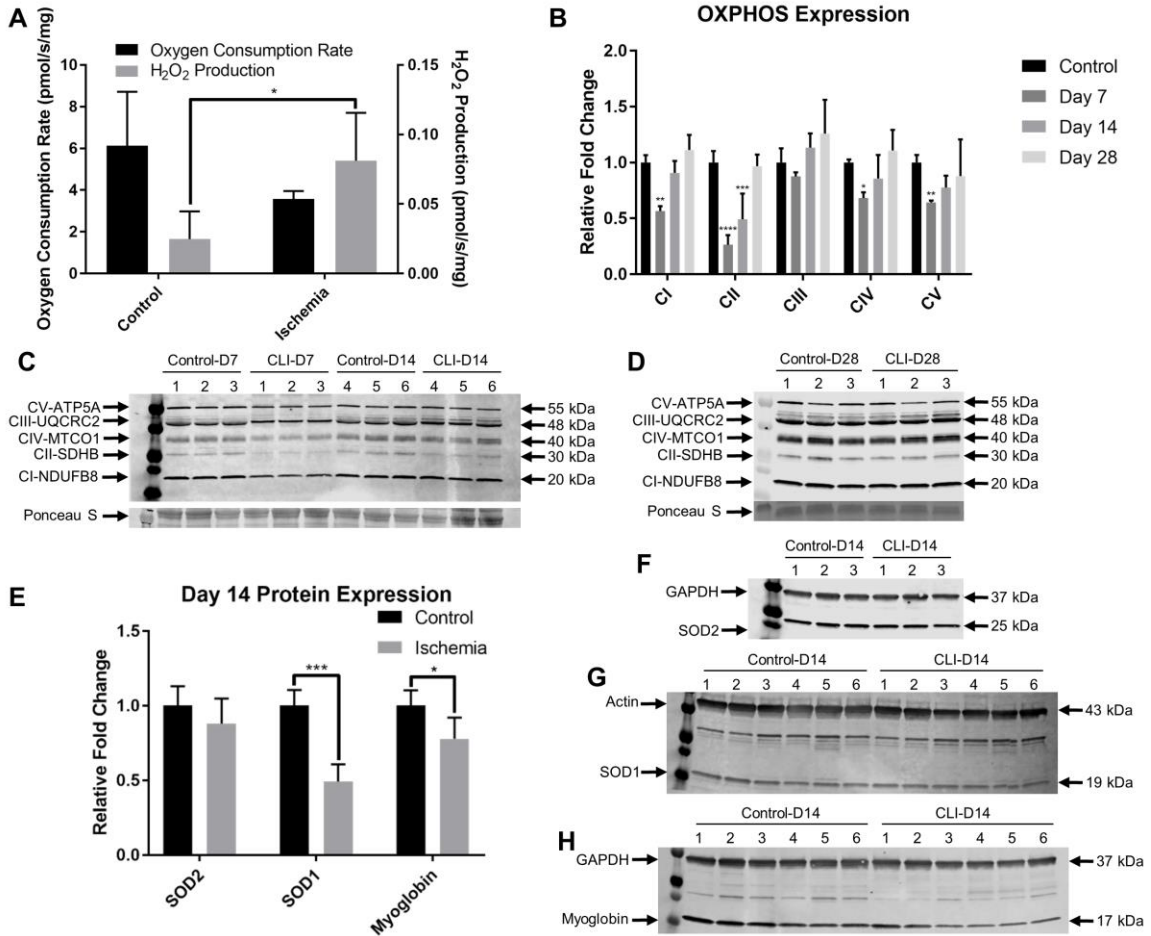 A
Oxygen Consumption Rate
H₂O₂ Production
Oxygen Consumption Rate (pmol/s/mg)
10
8
6
4
2
0
*
0.15
0.10
0.05
0.00
H₂O₂ Production (pmol/s/mg)
Control
Ischemia
B
OXPHOS Expression
Relative Fold Change
2.0
1.5
1.0
0.5
0.0
**
****
***
*
**
CI
CII
CIII
CIV
CV
Control
Day 7
Day 14
Day 28
C
Control-D7 CLI-D7 Control-D14 CLI-D14
1 2 3 1 2 3 4 5 6 4 5 6
CV-ATP5A 55 kDa
CIII-UQCRC2 48 kDa
CIV-MTCO1 40 kDa
CII-SDHB 30 kDa
CI-NDUFB8 20 kDa
Ponceau S
D
Control-D28 CLI-D28
1 2 3 1 2 3
CV-ATP5A 55 kDa
CIII-UQCRC2 48 kDa
CIV-MTCO1 40 kDa
CII-SDHB 30 kDa
CI-NDUFB8 20 kDa
Ponceau S
E
Day 14 Protein Expression
Control
Ischemia
Relative Fold Change
1.5
1.0
0.5
0.0
***
*
SOD2
SOD1
Myoglobin
F
Control-D14 CLI-D14
1 2 3 1 2 3
GAPDH 37 kDa
SOD2 25 kDa
G
Control-D14 CLI-D14
1 2 3 4 5 6 1 2 3 4 5 6
Actin 43 kDa
SOD1 19 kDa
H
Control-D14 CLI-D14
1 2 3 4 5 6 1 2 3 4 5 6
GAPDH 37 kDa
Myoglobin 17 kDa